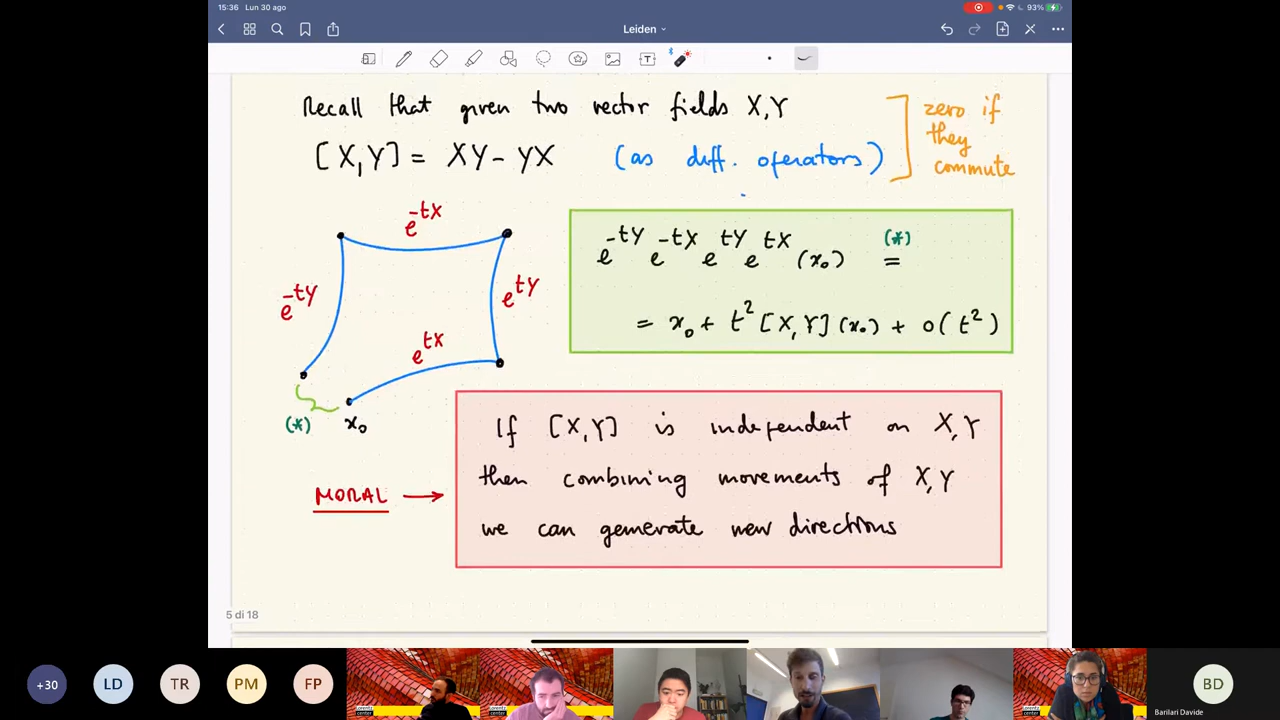 15:36 Lun 30 ago
93%
Leiden
Recall that given two vector fields X,Y
[X,Y] = XY - YX (as diff. operators)
zero if
they
commute
e^{-tX}
e^{-tY}
e^{tY}
e^{tX}
(*)
x₀
e^{-tY} e^{-tX} e^{tY} e^{tX} (x₀) (*) =
= x₀ + t² [X,Y] (x₀) + o(t²)
MORAL →
If [X,Y] is independent on X,Y
then combining movements of X,Y
we can gemerate new directions
5 di 18
+30
LD
TR
PM
FP
BD
Barilari Davide